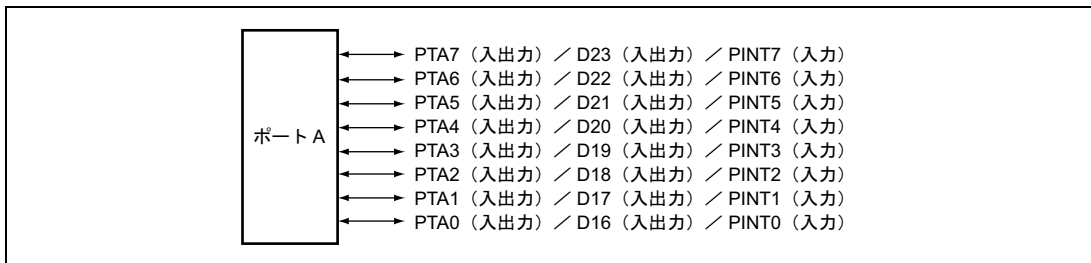 PTA7（入出力）／D23（入出力）／PINT7（入力）
PTA6（入出力）／D22（入出力）／PINT6（入力）
PTA5（入出力）／D21（入出力）／PINT5（入力）
PTA4（入出力）／D20（入出力）／PINT4（入力）
ポートA
PTA3（入出力）／D19（入出力）／PINT3（入力）
PTA2（入出力）／D18（入出力）／PINT2（入力）
PTA1（入出力）／D17（入出力）／PINT1（入力）
PTA0（入出力）／D16（入出力）／PINT0（入力）